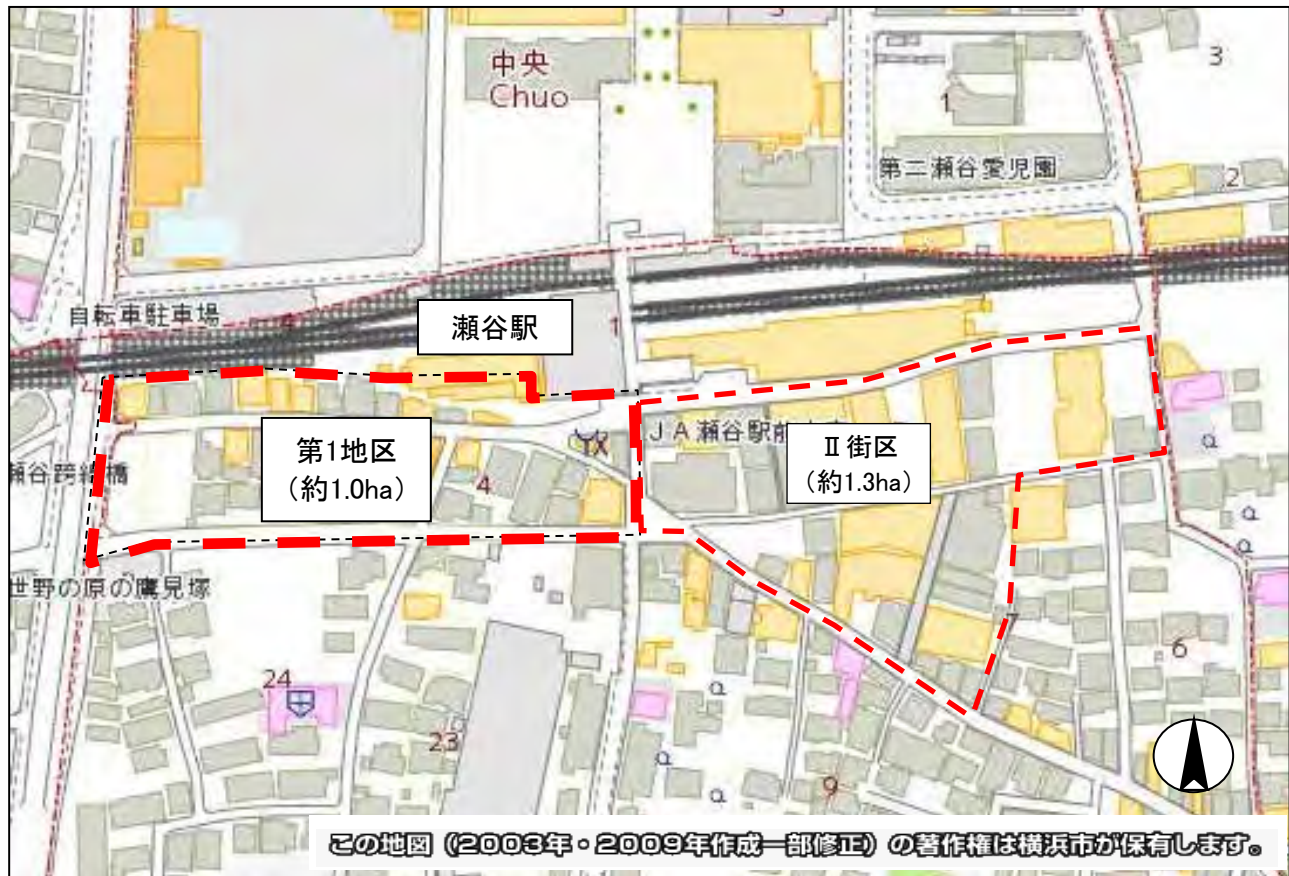 3
中央
Chuo
3
1
第二瀬谷愛児園
2
自転車駐車場
瀬谷駅
1
第1地区
(約1.0ha)
JA瀬谷駅前
Ⅱ街区
(約1.3ha)
瀬谷跨線橋
4
世野の原の鷹見塚
6
24
23
9
この地図(2003年・2009年作成一部修正)の著作権は横浜市が保有します。